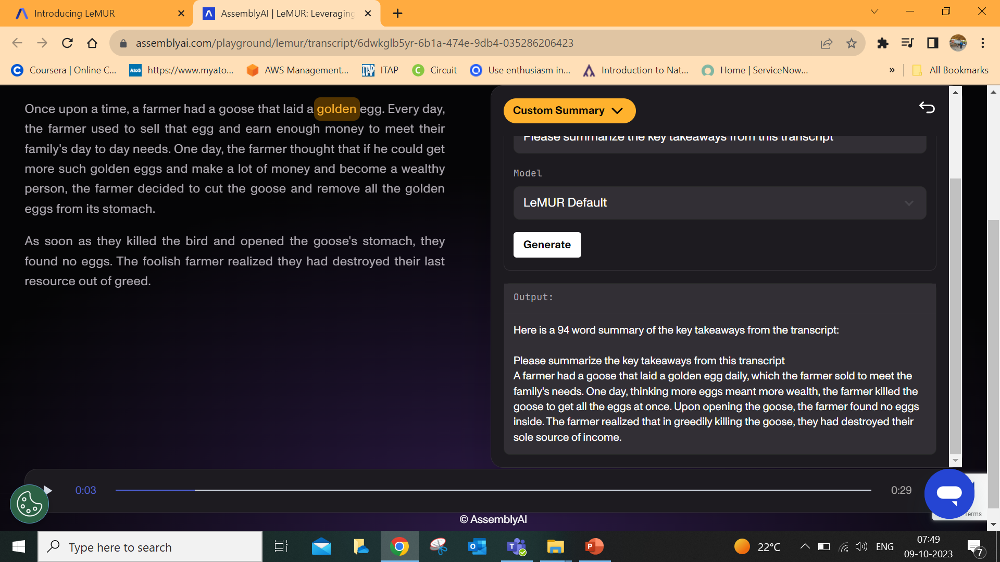 Introducing LeMUR
AssemblyAI | LeMUR: Leveraging
assemblyai.com/playground/lemur/transcript/6dwkglb5yr-6b1a-474e-9db4-035286206423
Coursera | Online C...
AtoS
https://www.myato...
AWS Management...
ITAP
ITAP
C
Circuit
Use enthusiasm in...
Introduction to Nat...
Home | ServiceNow...
»
All Bookmarks
Once upon a time, a farmer had a goose that laid a golden egg. Every day,
the farmer used to sell that egg and earn enough money to meet their
family's day to day needs. One day, the farmer thought that if he could get
more such golden eggs and make a lot of money and become a wealthy
person, the farmer decided to cut the goose and remove all the golden
eggs from its stomach.
As soon as they killed the bird and opened the goose's stomach, they
found no eggs. The foolish farmer realized they had destroyed their last
resource out of greed.
Custom Summary
Please summarize the key takeaways from this transcript
Model
LeMUR Default
Generate
Output:
Here is a 94 word summary of the key takeaways from the transcript:
Please summarize the key takeaways from this transcript
A farmer had a goose that laid a golden egg daily, which the farmer sold to meet the
family's needs. One day, thinking more eggs meant more wealth, the farmer killed the
goose to get all the eggs at once. Upon opening the goose, the farmer found no eggs
inside. The farmer realized that in greedily killing the goose, they had destroyed their
sole source of income.
0:03
0:29
Terms
© AssemblyAI
Type here to search
22°C
ENG
07:49
09-10-2023
7